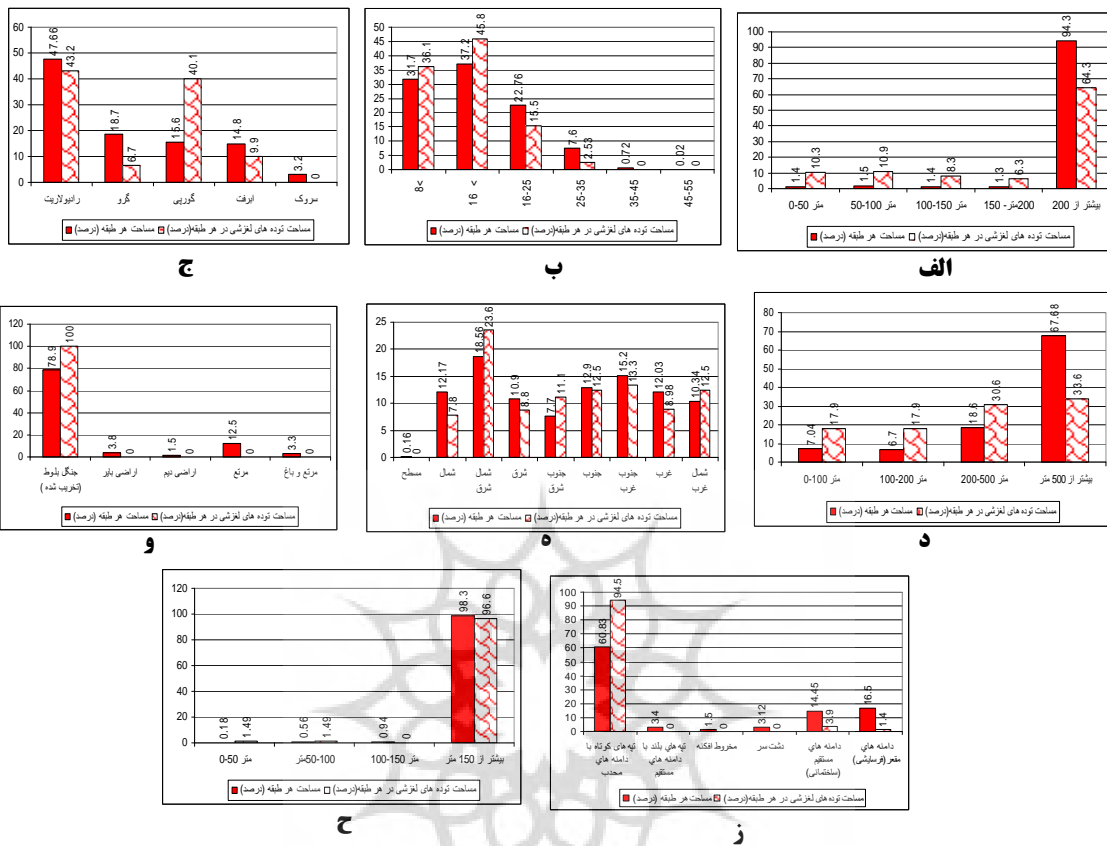 100
90
80
70
60
50
40
30
20
10
0
1.4 10.3 1.5 10.9 1.4 8.3 1.3 6.3 94.3 64.3
0-50 متر
50-100 متر
100-150 متر
150 -متر200
بیشتر از 200
مساحت هر طبقه (درصد)
مساحت توده های لغزشی در هر طبقه(درصد)
الف
50
45
40
35
30
25
20
15
10
5
0
31.7 36.1 37.2 45.8 22.76 15.5 7.6 2.53 0.72 0 0.02 0
8>
16 >
16-25
25-35
35-45
45-55
مساحت هر طبقه (درصد)
مساحت توده های لغزشی در هر طبقه(درصد)
ب
60
50
40
30
20
10
0
47.66 43.2 18.7 6.7 15.6 40.1 14.8 9.9 3.2 0
رادیولاریت
گرو
گورپی
ایرفت
سروک
مساحت هر طبقه (درصد)
مساحت توده های لغزشی در هر طبقه(درصد)
ج
80
70
60
50
40
30
20
10
0
7.04 17.9 6.7 17.9 18.6 30.6 67.68 33.6
0-100 متر
100-200 متر
200-500 متر
بیشتر از 500 متر
مساحت هر طبقه (درصد)
مساحت توده های لغزشی در هر طبقه(درصد)
د
25
20
15
10
5
0
0.16 0 12.17 7.8 18.56 23.6 10.9 8.8 7.7 11.1 12.9 12.5 15.2 13.3 12.03 8.98 10.34 12.5
مسطح
شمال
شمال شرق
شرق
جنوب شرق
جنوب
جنوب غرب
غرب
شمال غرب
مساحت هر طبقه (درصد)
مساحت توده های لغزشی در هر طبقه(درصد)
ه
120
100
80
60
40
20
0
78.9 100 3.8 0 1.5 0 12.5 0 3.3 0
جنگل بلوط
(تخریب شده )
اراضی بایر
اراضی دیم
مرتع
مرتع و باغ
مساحت هر طبقه (درصد)
مساحت توده های لغزشی در هر طبقه (درصد)
و
100
90
80
70
60
50
40
30
20
10
0
60.83 94.5 3.4 0 1.5 0 3.12 0 14.45 3.9 16.5 1.4
تپه های کوتاه با
دامنه های
محدب
تپه های بلند با
دامنه های
مستقیم
مخروط افکنه
دشت سر
دامنه های
مستقیم
(ساختمانی)
دامنه های
مقعر (فرسایشی)
مساحت هر طبقه (درصد)
مساحت توده های لغزشی در هر طبقه(درصد)
ز
120
100
80
60
40
20
0
0.18 1.49 0.56 1.49 0.94 0 98.3 96.6
0-50 متر
50-100متر
100-150 متر
بیشتر از 150 متر
مساحت هر طبقه (درصد)
مساحت توده های لغزشی در هر طبقه (درصد)
ح